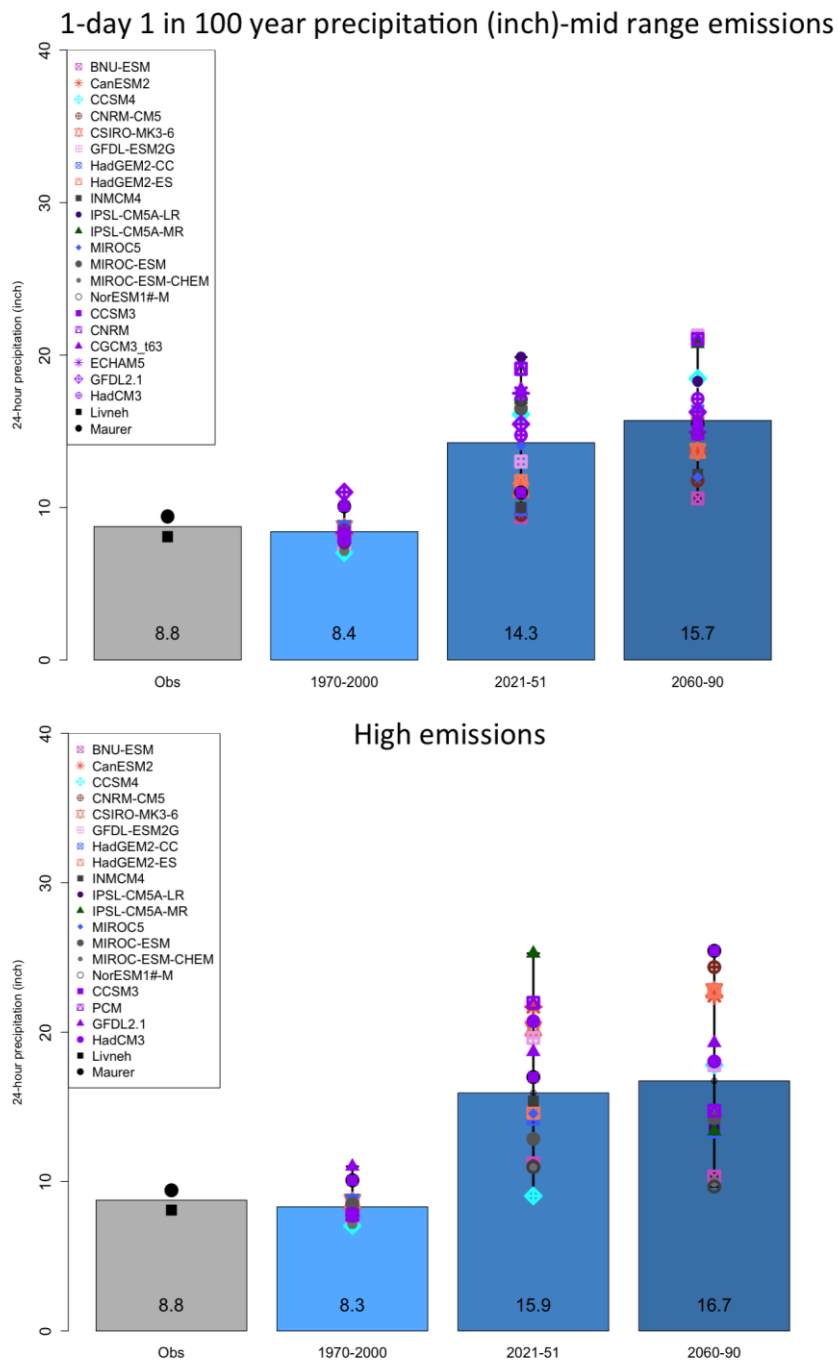 1-day 1 in 100 year precipitation (inch)-mid range emissions
40
30
20
10
0
24-hour precipitation (inch)
BNU-ESM
CanESM2
CCSM4
CNRM-CM5
CSIRO-MK3-6
GFDL-ESM2G
HadGEM2-CC
HadGEM2-ES
INMCM4
IPSL-CM5A-LR
IPSL-CM5A-MR
MIROC5
MIROC-ESM
MIROC-ESM-CHEM
NorESM1#-M
CCSM3
CNRM
CGCM3_t63
ECHAM5
GFDL2.1
HadCM3
Livneh
Maurer
8.8
8.4
14.3
15.7
Obs
1970-2000
2021-51
2060-90
High emissions
40
30
20
10
0
24-hour precipitation (inch)
BNU-ESM
CanESM2
CCSM4
CNRM-CM5
CSIRO-MK3-6
GFDL-ESM2G
HadGEM2-CC
HadGEM2-ES
INMCM4
IPSL-CM5A-LR
IPSL-CM5A-MR
MIROC5
MIROC-ESM
MIROC-ESM-CHEM
NorESM1#-M
CCSM3
PCM
GFDL2.1
HadCM3
Livneh
Maurer
8.8
8.3
15.9
16.7
Obs
1970-2000
2021-51
2060-90